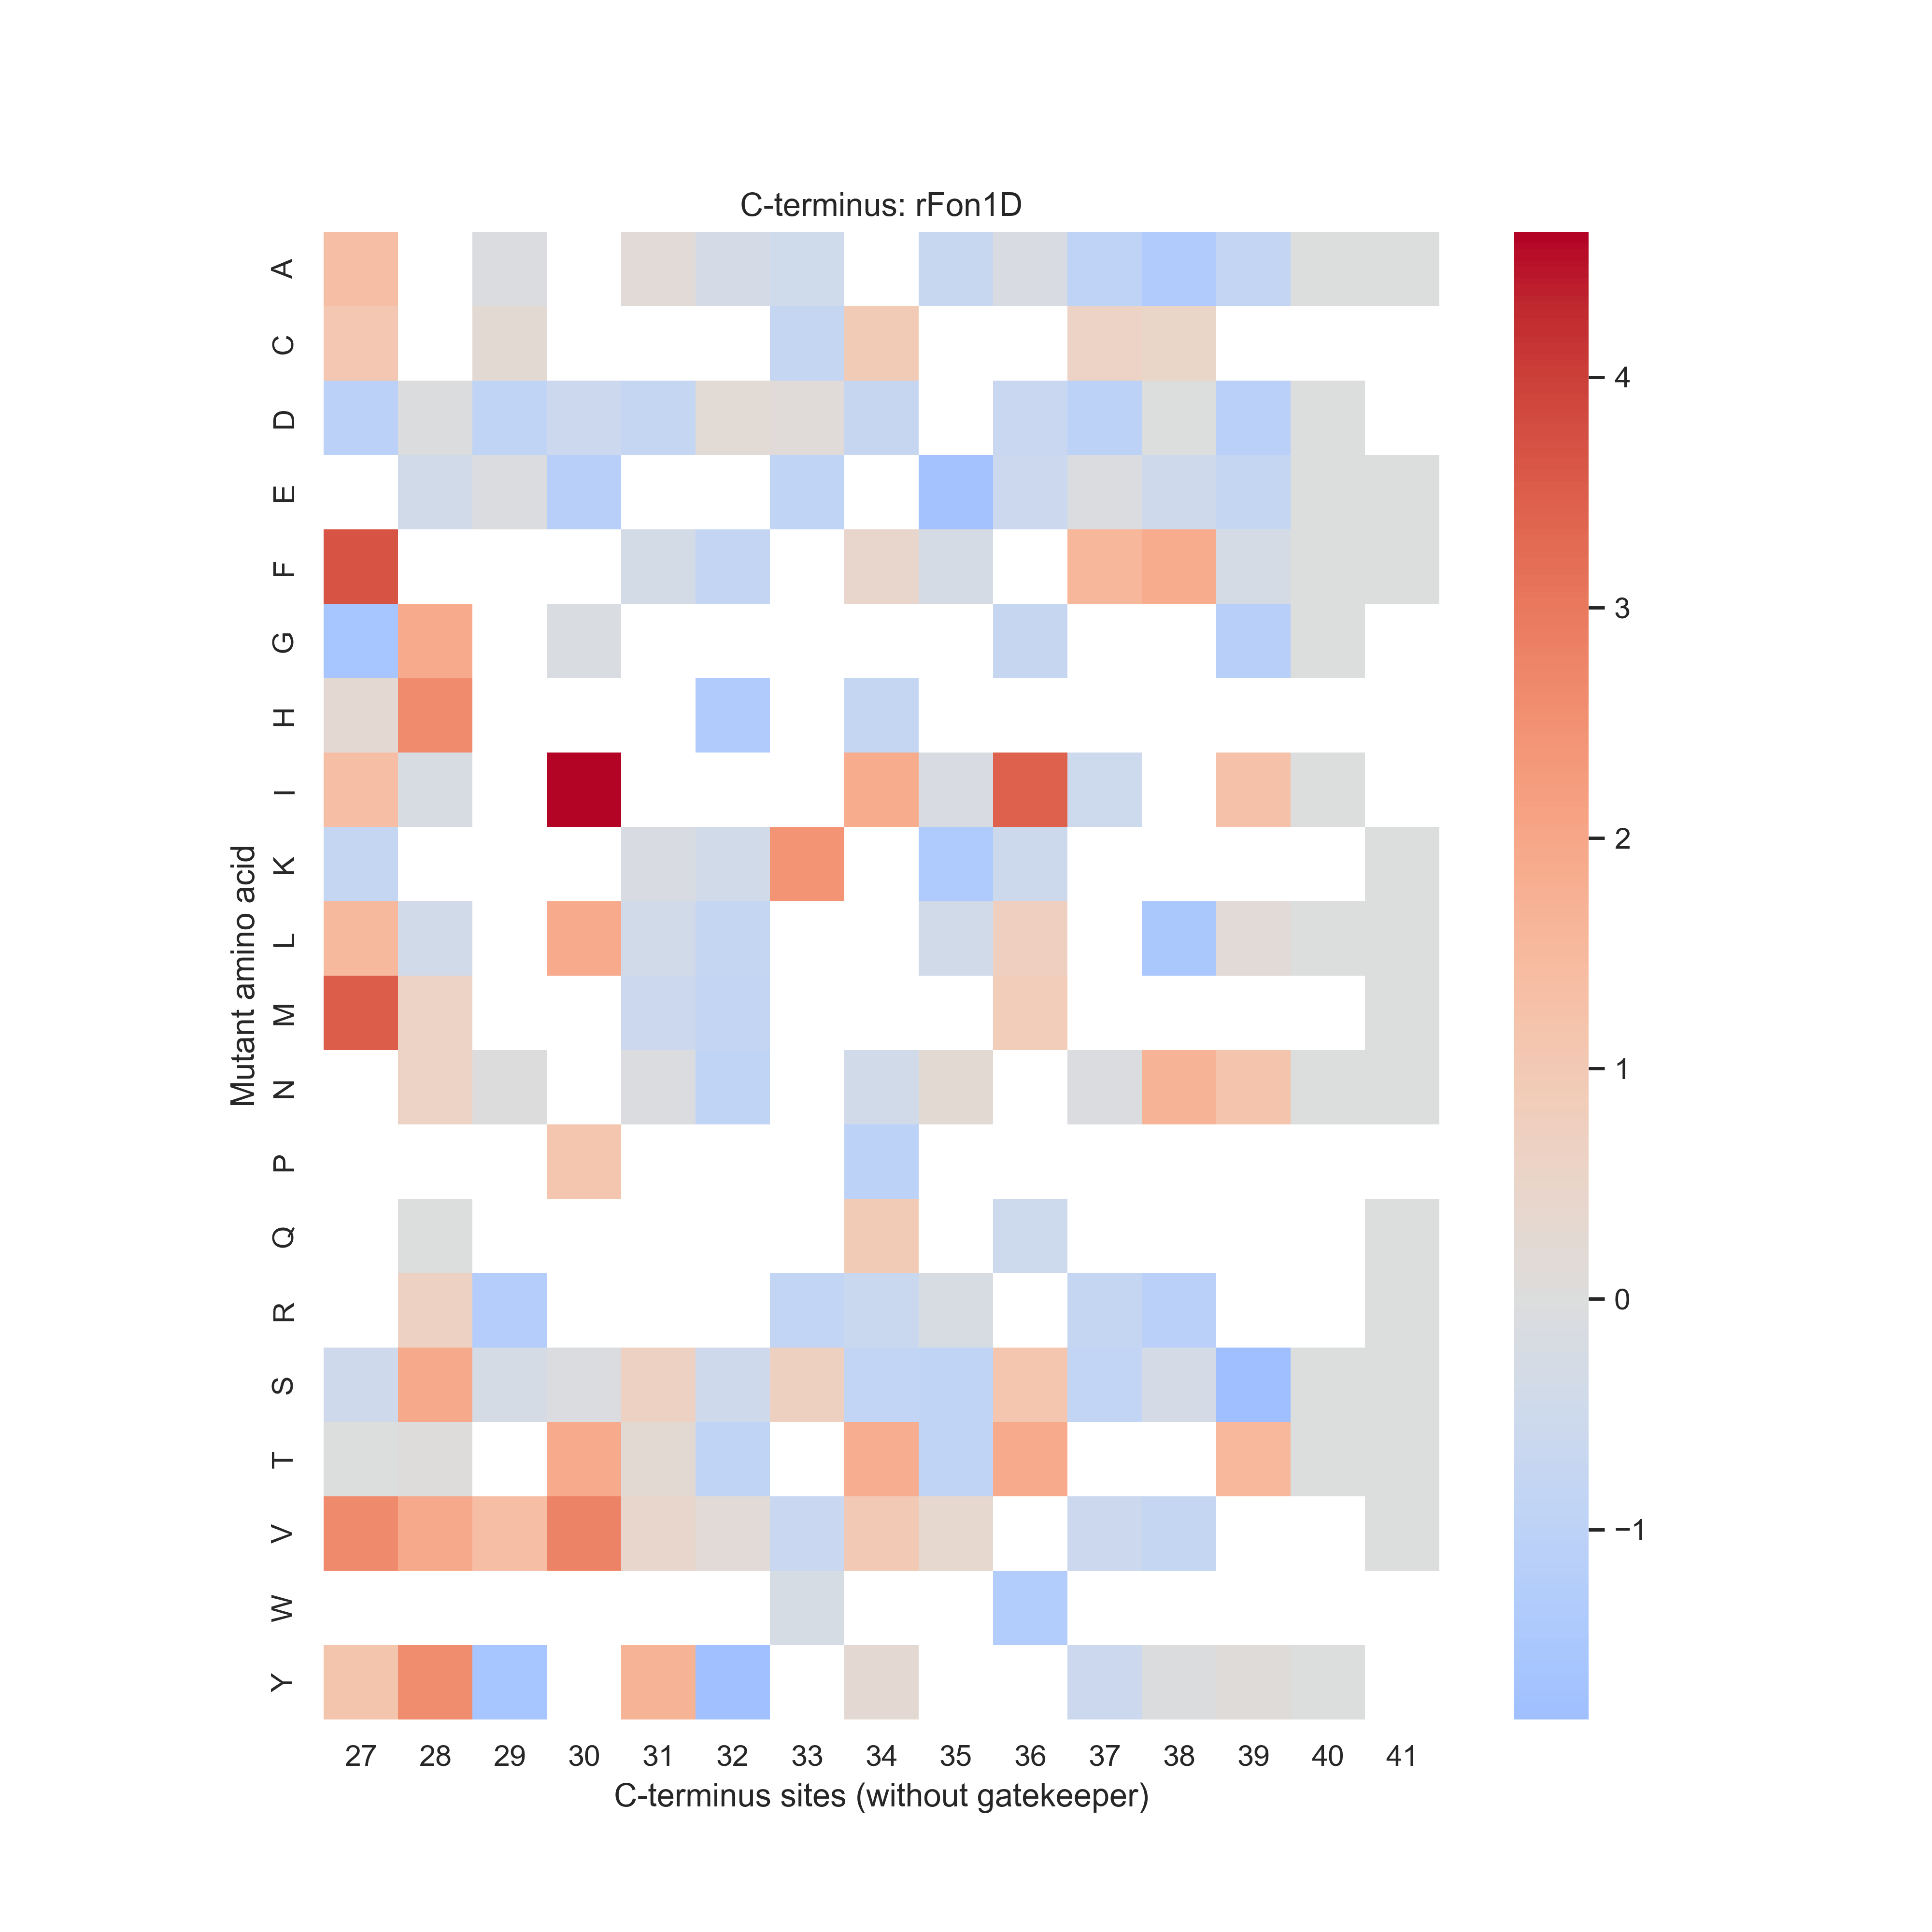 C-terminus: rFon1D
A
C
D
E
F
G
H
I
K
L
M
N
P
Q
R
S
T
V
W
Y
Mutant amino acid
27 28 29 30 31 32 33 34 35 36 37 38 39 40 41
C-terminus sites (without gatekeeper)
4
3
2
1
0
−1